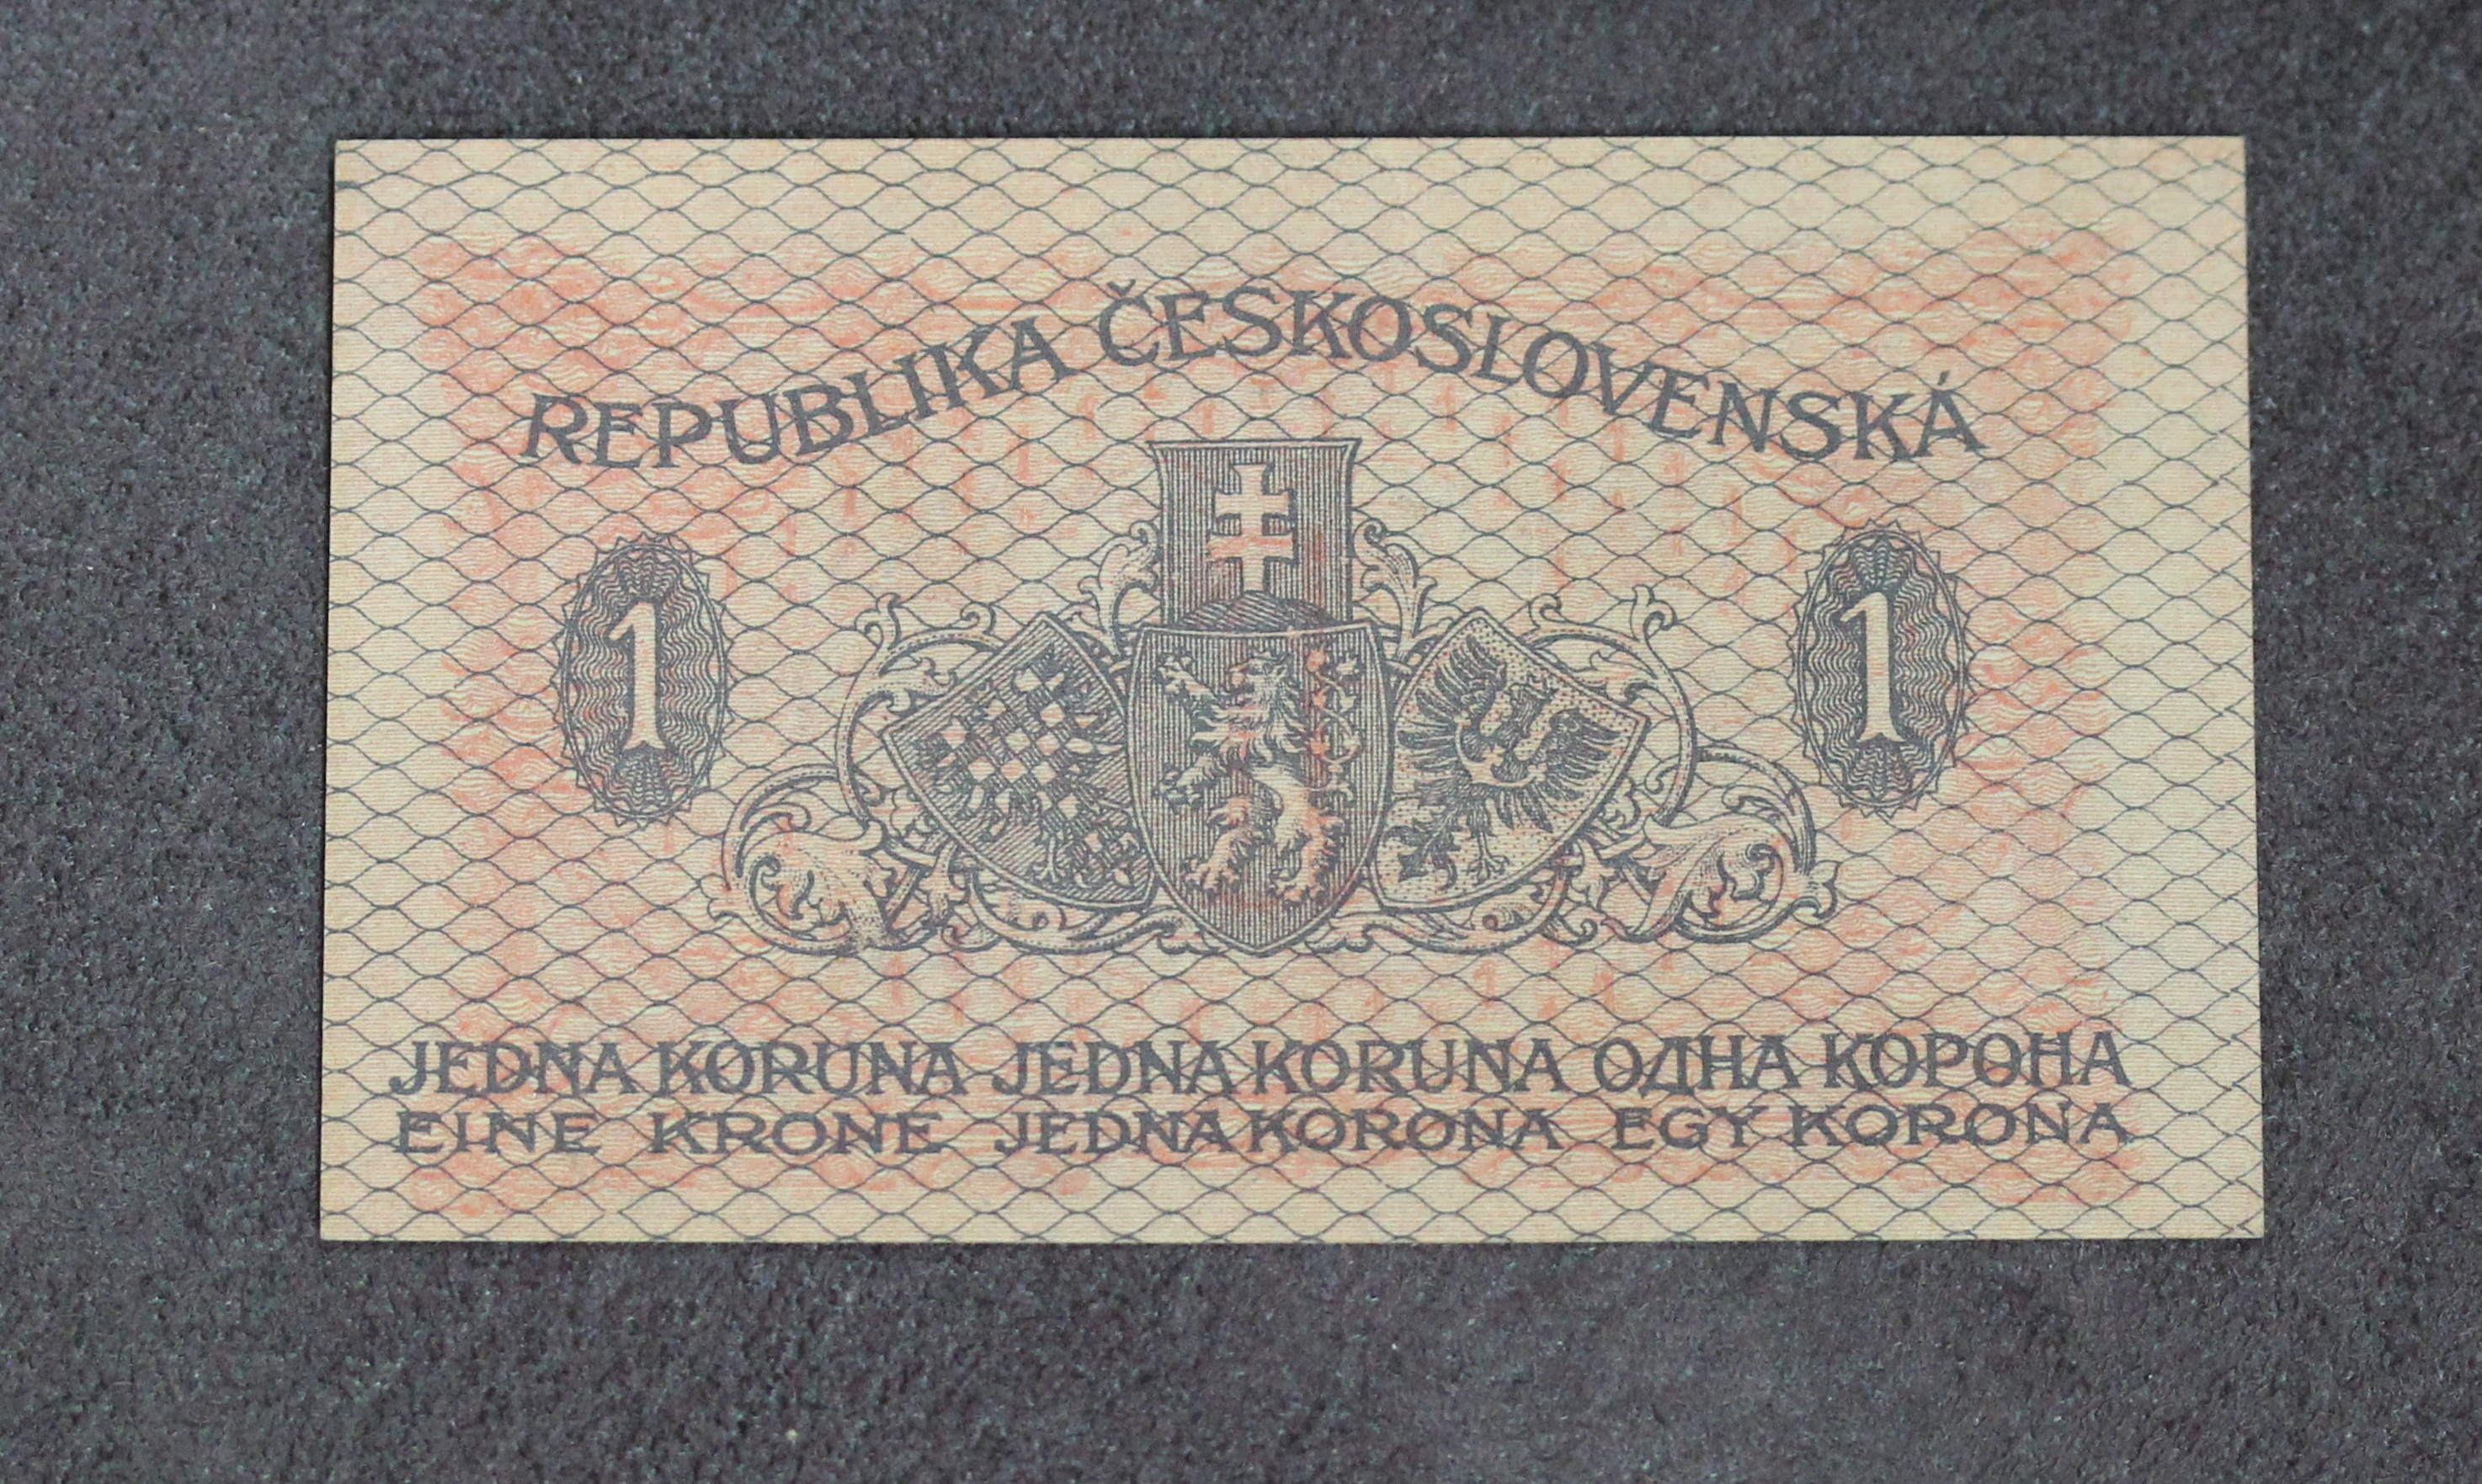 REPUBLIKA ČESKOSLOVENSKÁ
1 1
JEDNA KORUNA JEDNA KORUNA ОДНА КОРОНА
EINE KRONE JEDNA KORONA EGY KORONA